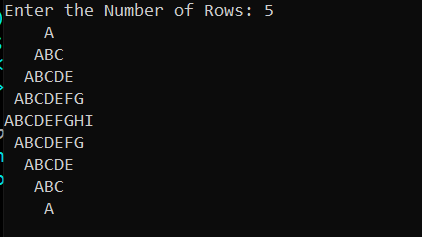 Enter the Number of Rows: 5
    A
   ABC
  ABCDE
 ABCDEFG
ABCDEFGHI
 ABCDEFG
  ABCDE
   ABC
    A